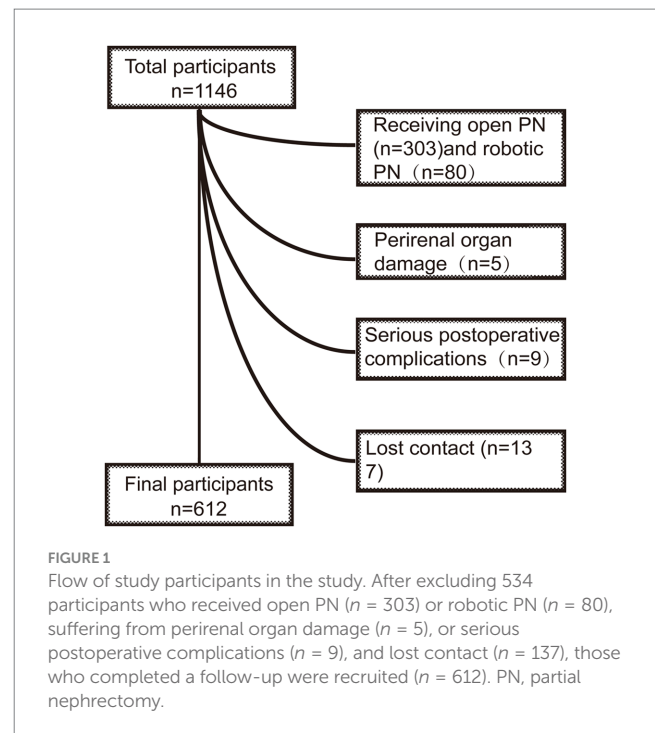 Total participants
n=1146
Receiving open PN
(n=303)and robotic
PN（n=80）
Perirenal organ
damage（n=5）
Serious postoperative
complications（n=9）
Lost contact (n=13
7)
Final participants
n=612
FIGURE 1
Flow of study participants in the study. After excluding 534
participants who received open PN (n = 303) or robotic PN (n = 80),
suffering from perirenal organ damage (n = 5), or serious
postoperative complications (n = 9), and lost contact (n = 137), those
who completed a follow-up were recruited (n = 612). PN, partial
nephrectomy.